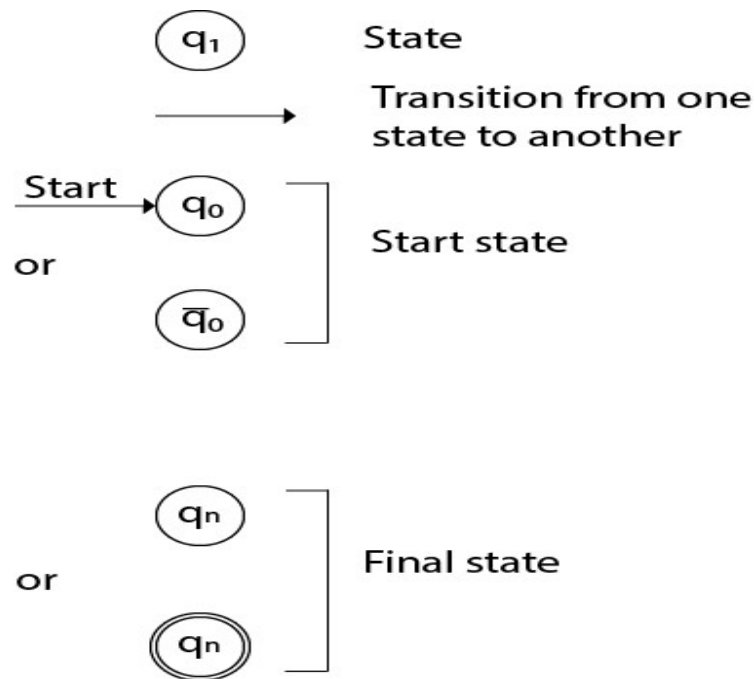 q₁ State
Transition from one
state to another
Start q₀
Start state
or
q̅₀
qₙ
Final state
or
qₙ